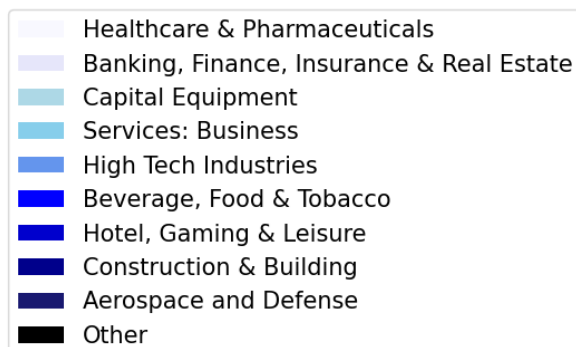 Healthcare & Pharmaceuticals
Banking, Finance, Insurance & Real Estate
Capital Equipment
Services: Business
High Tech Industries
Beverage, Food & Tobacco
Hotel, Gaming & Leisure
Construction & Building
Aerospace and Defense
Other